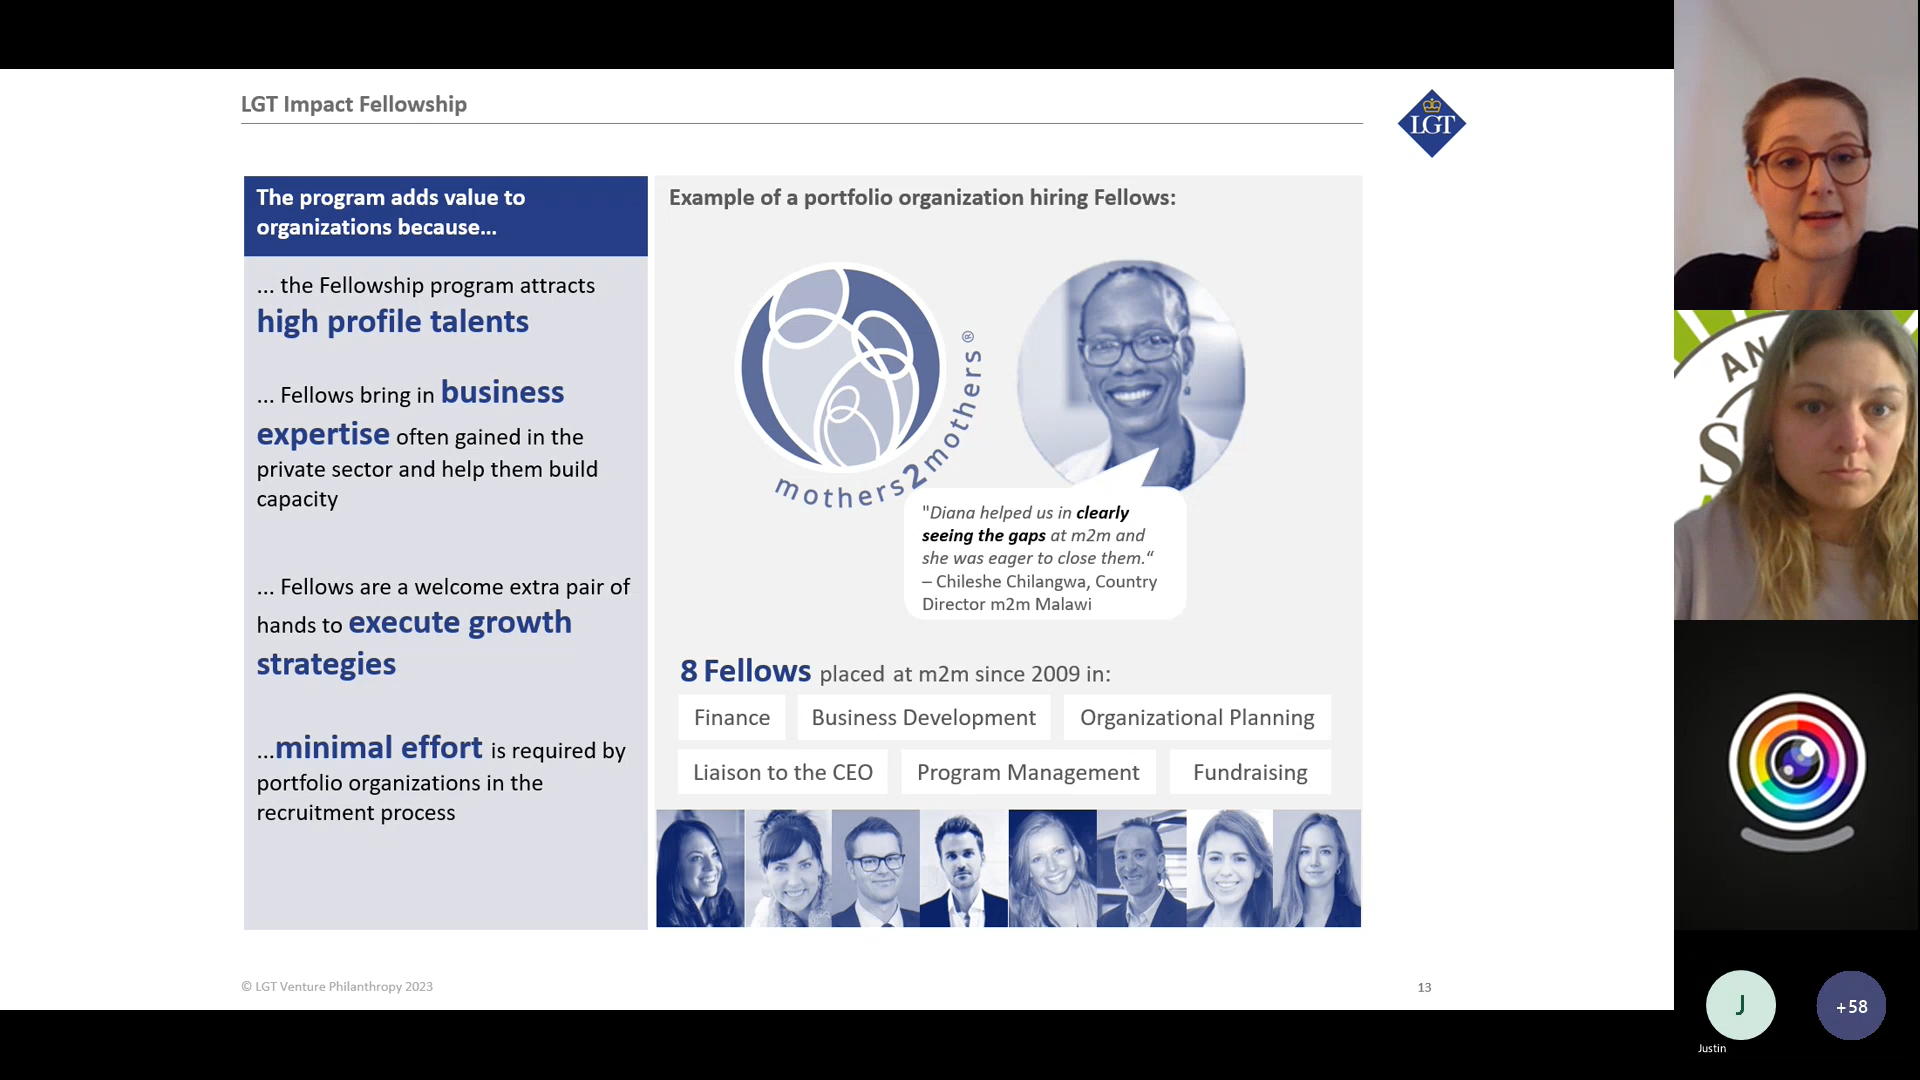 LGT Impact Fellowship
LGT
The program adds value to
organizations because...
... the Fellowship program attracts
high profile talents
... Fellows bring in business
expertise often gained in the
private sector and help them build
capacity
... Fellows are a welcome extra pair of
hands to execute growth
strategies
...minimal effort is required by
portfolio organizations in the
recruitment process
Example of a portfolio organization hiring Fellows:
mothers2mothers®
"Diana helped us in clearly
seeing the gaps at m2m and
she was eager to close them.“
– Chileshe Chilangwa, Country
Director m2m Malawi
8 Fellows placed at m2m since 2009 in:
Finance
Business Development
Organizational Planning
Liaison to the CEO
Program Management
Fundraising
© LGT Venture Philanthropy 2023
13
AN
S
J
Justin
+58